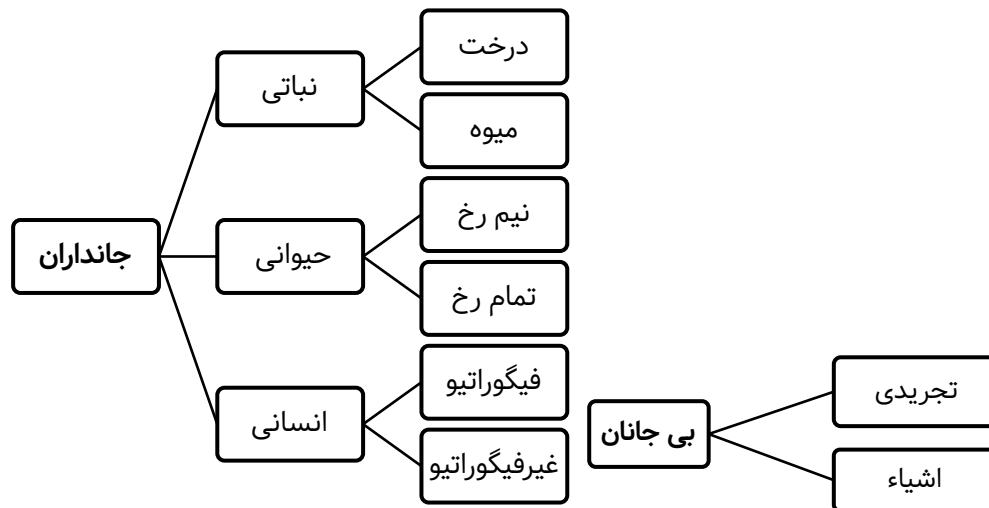 جانداران
نباتی
درخت
میوه
حیوانی
نیم رخ
تمام رخ
انسانی
فیگوراتیو
غیرفیگوراتیو
بی جانان
تجریدی
اشیاء